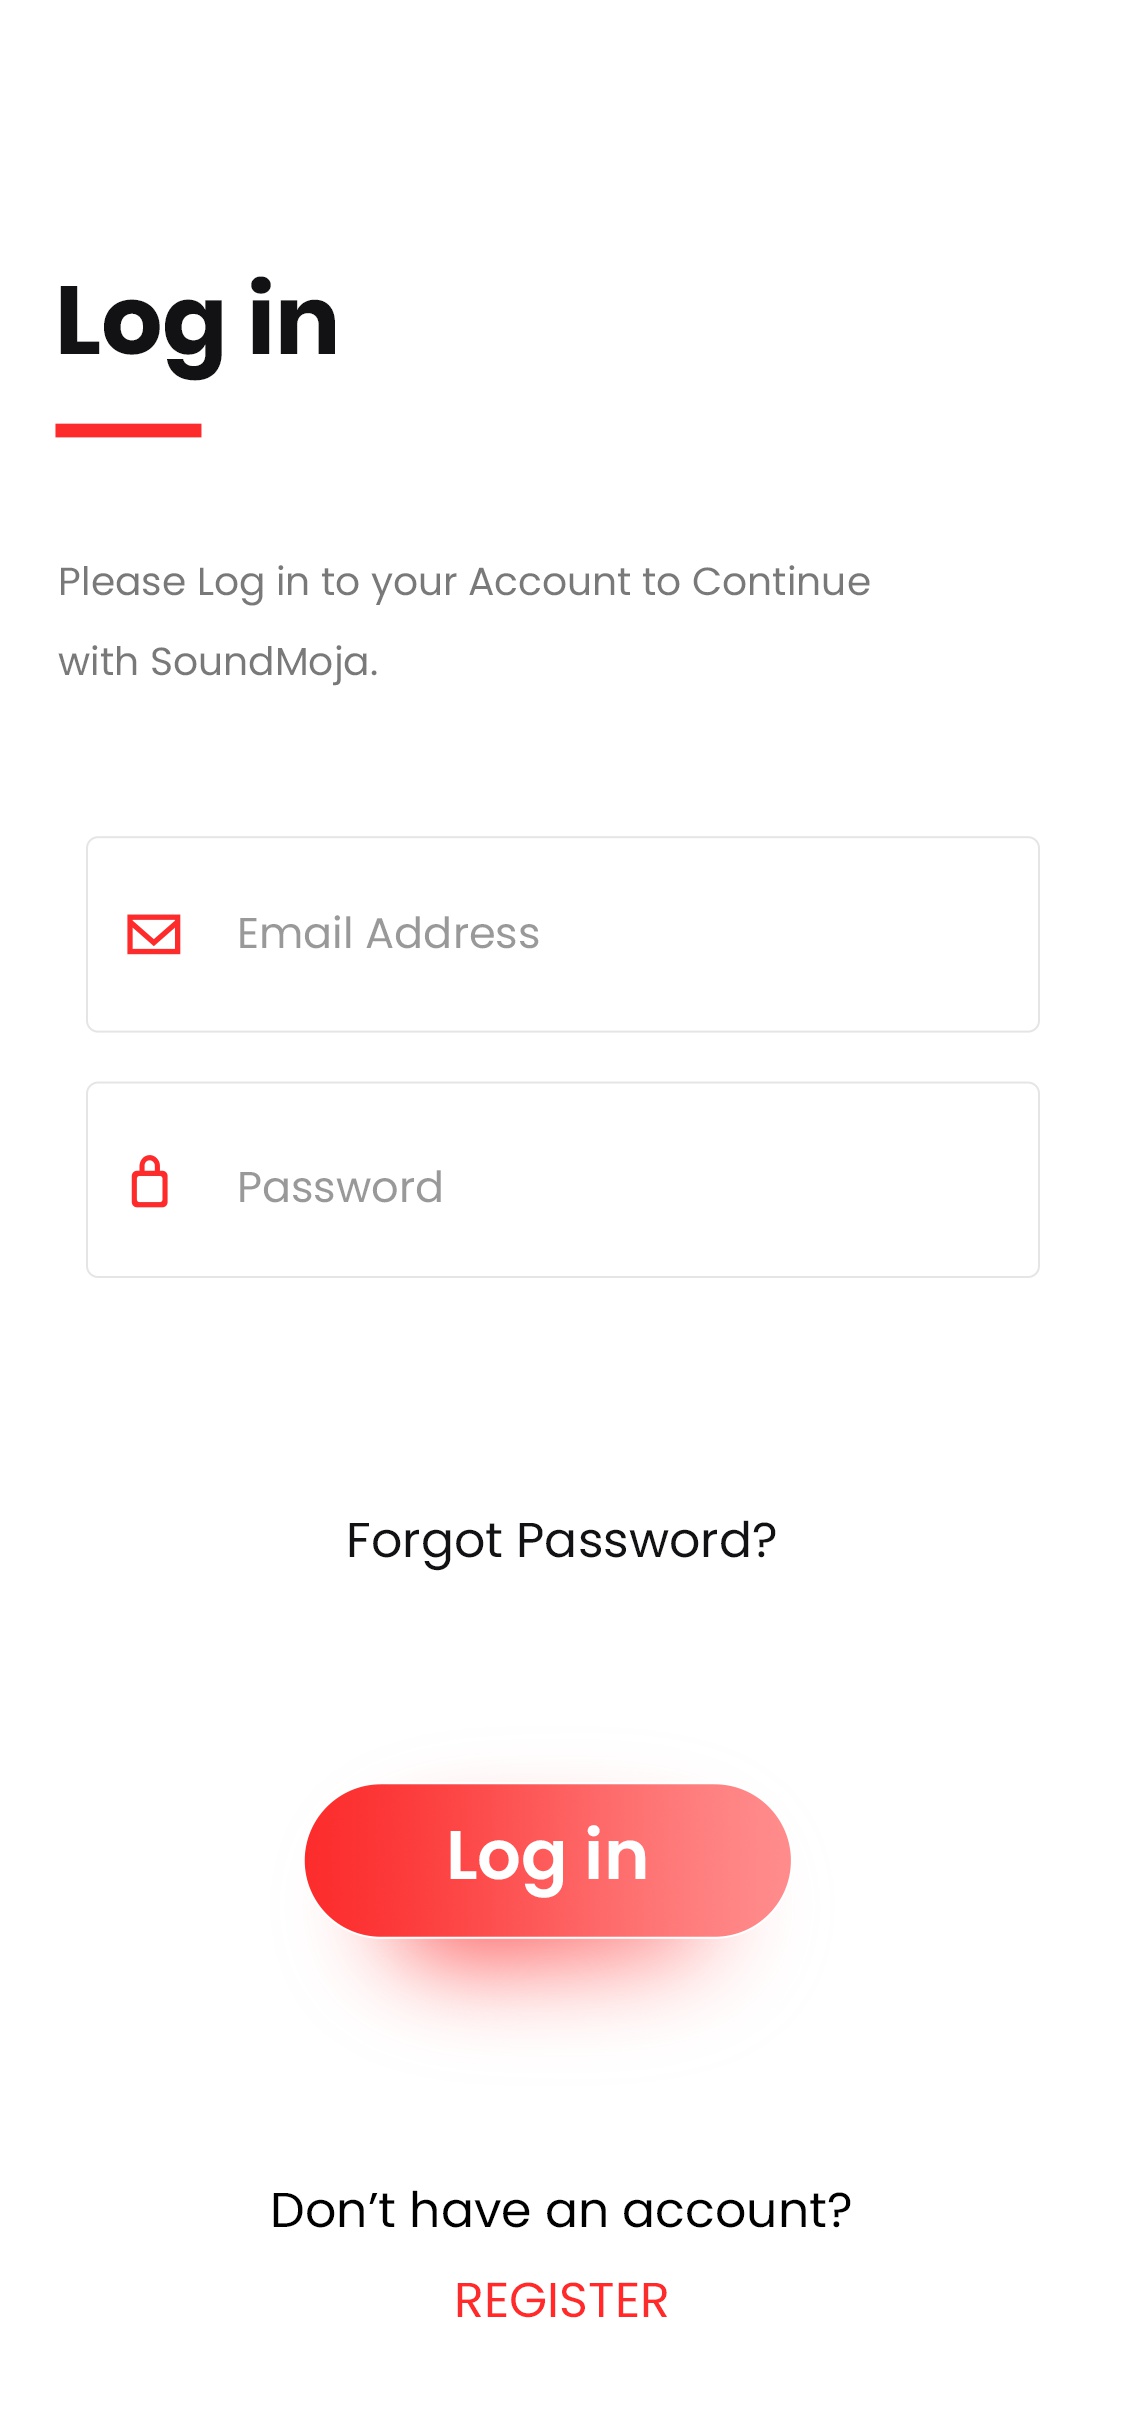 Log in
Please Log in to your Account to Continue
with SoundMoja.
Email Address
Password
Forgot Password?
Log in
Don’t have an account?
REGISTER